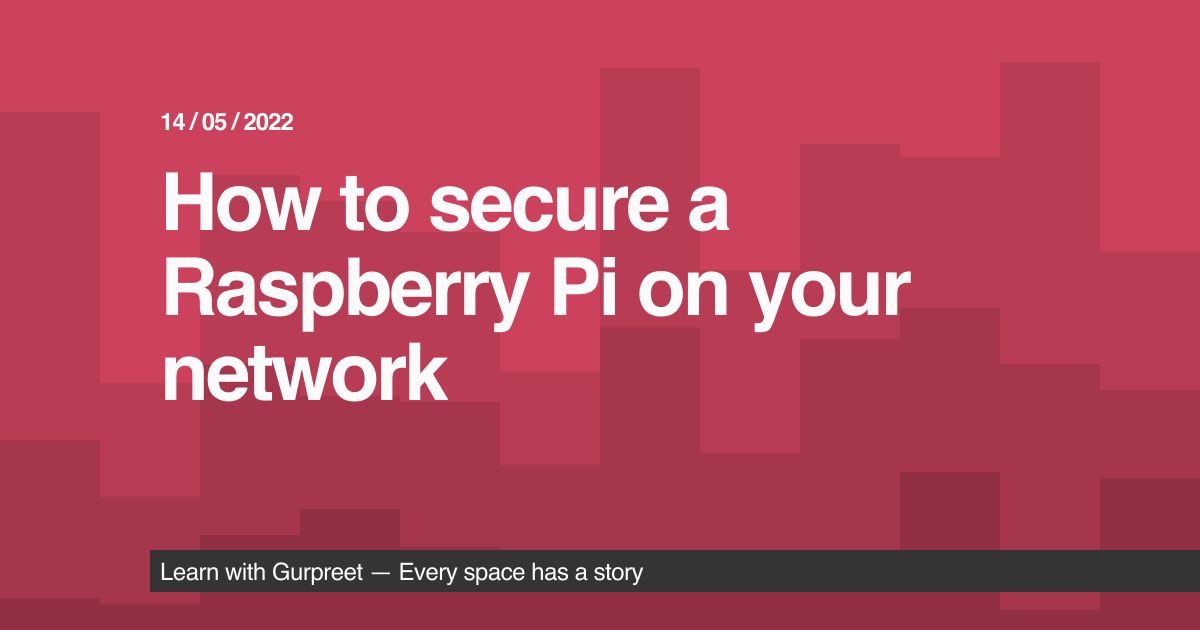 14 / 05 / 2022
How to secure a
Raspberry Pi on your
network
Learn with Gurpreet — Every space has a story